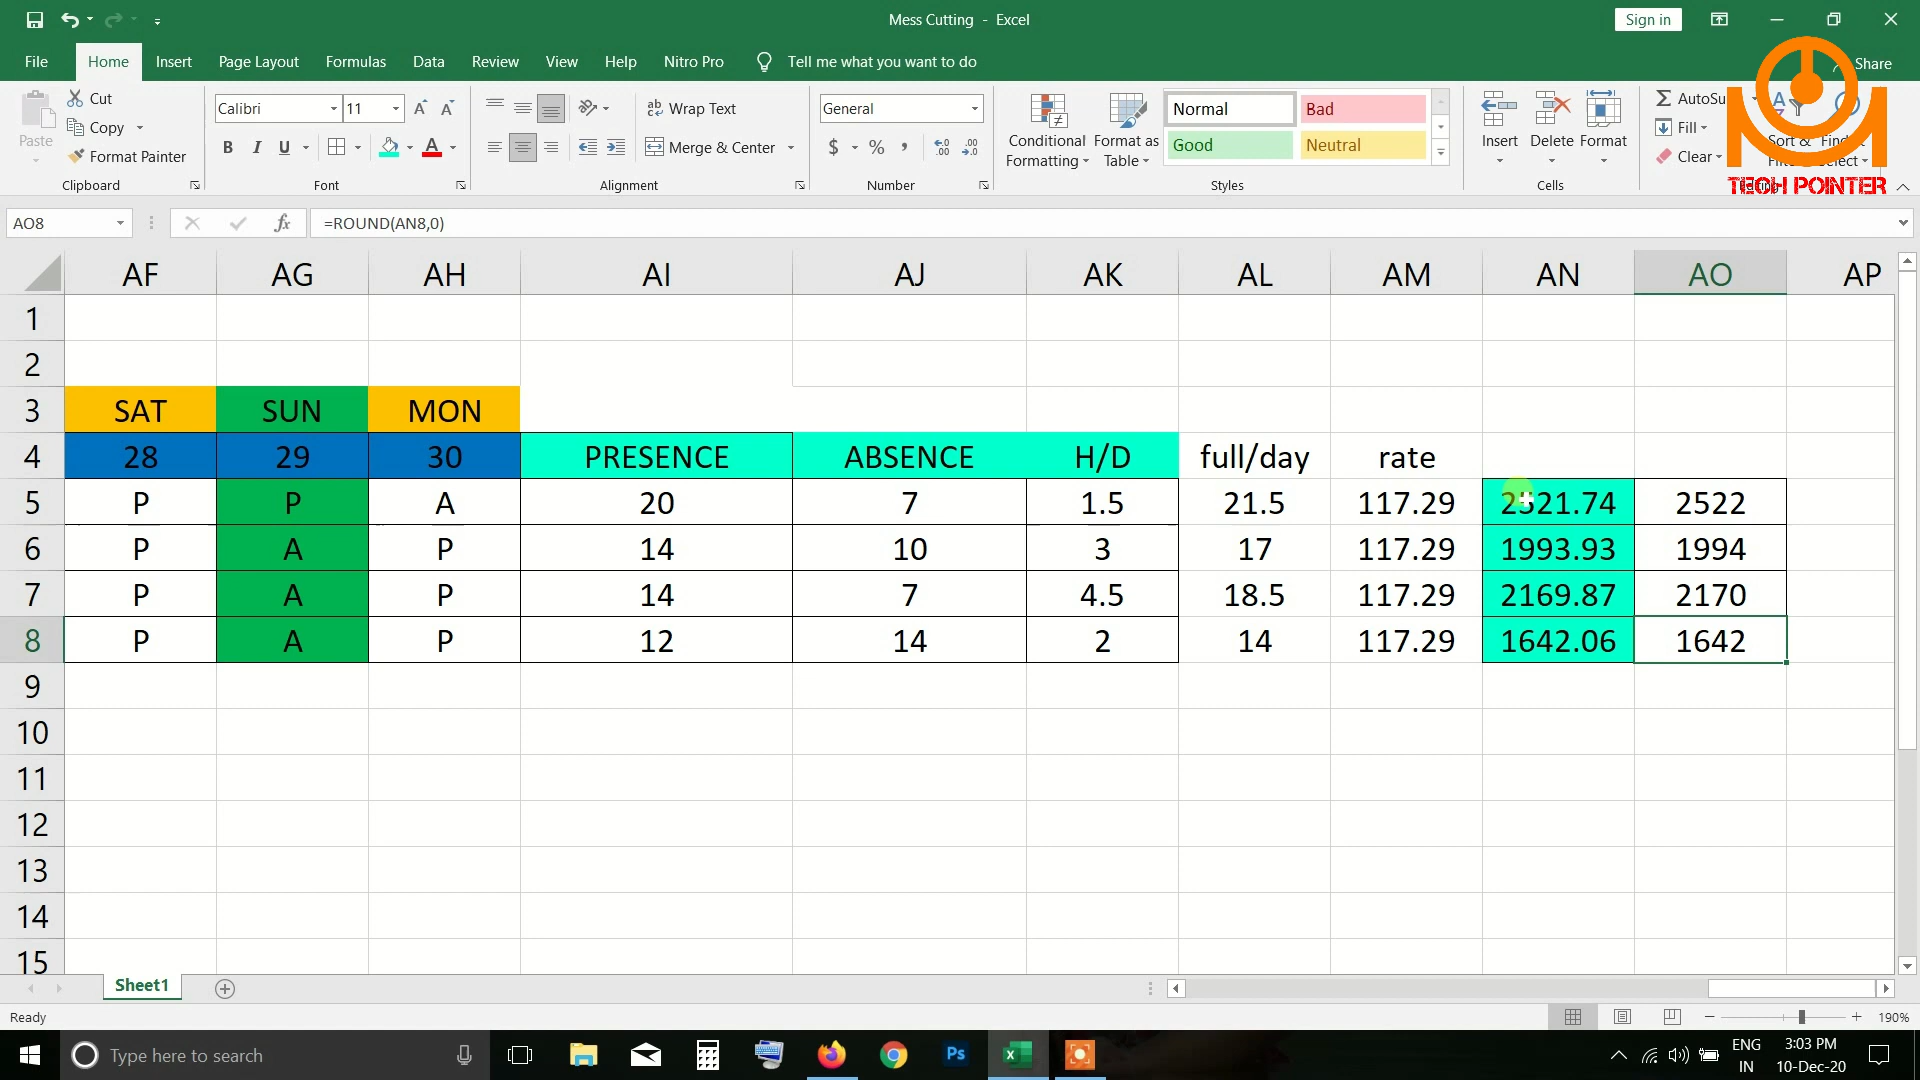 Mess Cutting - Excel
Sign in
File Home Insert Page Layout Formulas Data Review View Help Nitro Pro Tell me what you want to do
Share
Paste
Cut
Copy
Format Painter
Clipboard
Calibri 11
B I U
Font
Wrap Text
Merge & Center
Alignment
General
$ % ,
Number
Conditional Formatting
Format as Table
Normal Bad
Good Neutral
Styles
Insert Delete Format
Cells
Fill
Clear
TECH POINTER
AO8 fx =ROUND(AN8,0)
AF AG AH AI AJ AK AL AM AN AO AP
1
2
3 SAT SUN MON
4 28 29 30 PRESENCE ABSENCE H/D full/day rate
5 P P A 20 7 1.5 21.5 117.29 2521.74 2522
6 P A P 14 10 3 17 117.29 1993.93 1994
7 P A P 14 7 4.5 18.5 117.29 2169.87 2170
8 P A P 12 14 2 14 117.29 1642.06 1642
9
10
11
12
13
14
15
Sheet1
Ready
190%
Type here to search
Ps
ENG
IN
3:03 PM
10-Dec-20